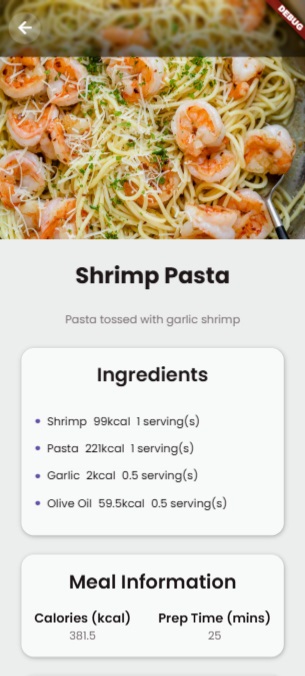 DEBUG
Shrimp Pasta
Pasta tossed with garlic shrimp
Ingredients
Shrimp 99kcal 1 serving(s)
Pasta 221kcal 1 serving(s)
Garlic 2kcal 0.5 serving(s)
Olive Oil 59.5kcal 0.5 serving(s)
Meal Information
Calories (kcal) Prep Time (mins)
381.5 25